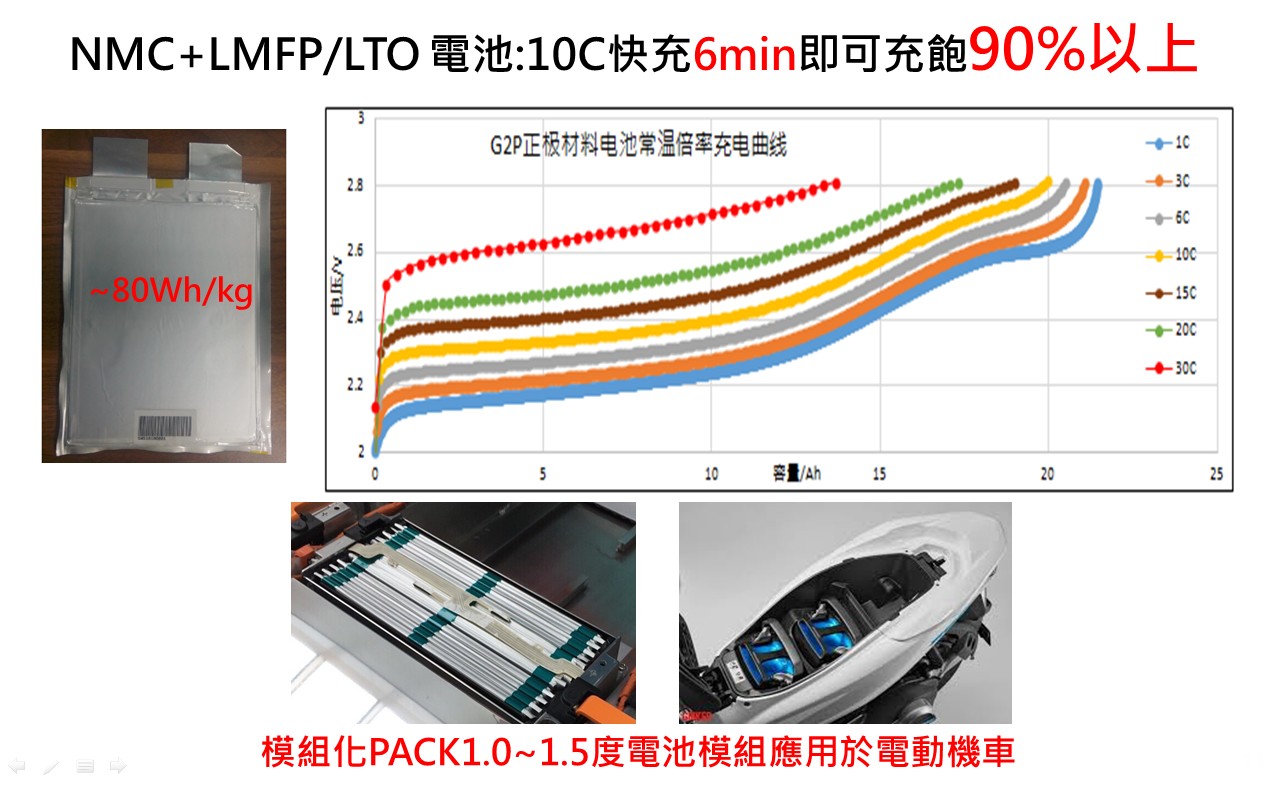 NMC+LMFP/LTO 電池:10C快充6min即可充飽90%以上
~80Wh/kg
G2P正极材料电池常温倍率充电曲线
电压/V
3
2.8
2.6
2.4
2.2
2
0
5
10
15
20
25
容量/Ah
1C
3C
6C
10C
15C
20C
30C
模組化PACK1.0~1.5度電池模組應用於電動機車